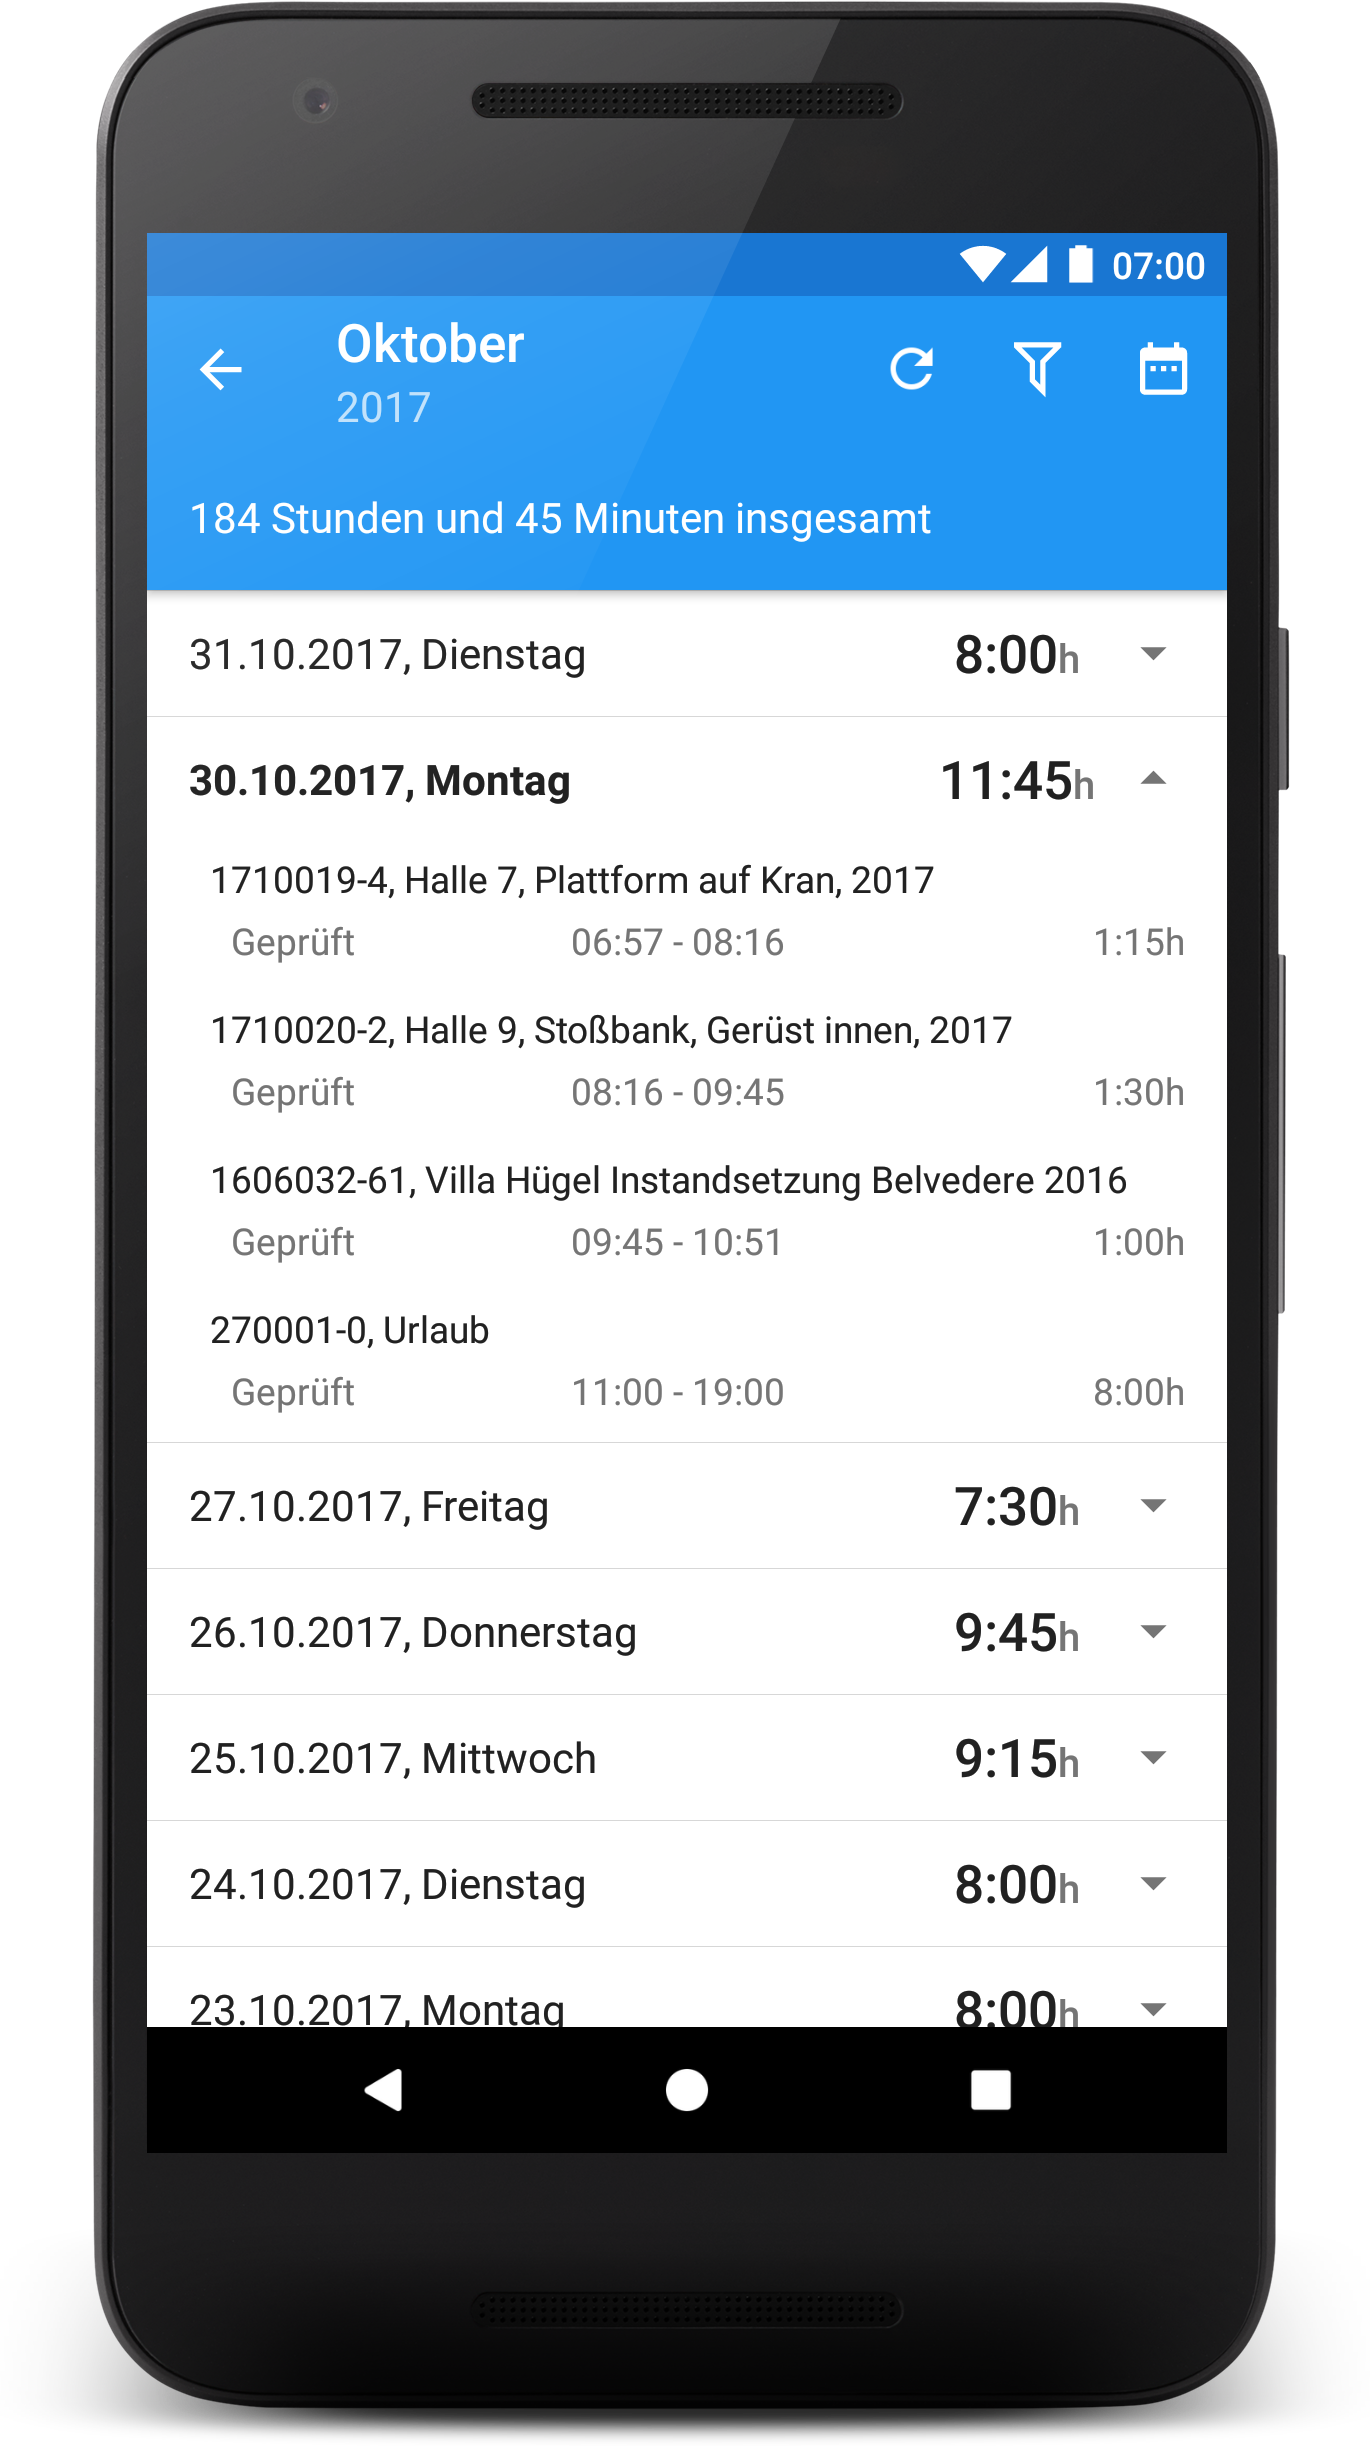 07:00
Oktober
2017
184 Stunden und 45 Minuten insgesamt
31.10.2017, Dienstag 8:00h
30.10.2017, Montag 11:45h
1710019-4, Halle 7, Plattform auf Kran, 2017
Geprüft 06:57 - 08:16 1:15h
1710020-2, Halle 9, Stoßbank, Gerüst innen, 2017
Geprüft 08:16 - 09:45 1:30h
1606032-61, Villa Hügel Instandsetzung Belvedere 2016
Geprüft 09:45 - 10:51 1:00h
270001-0, Urlaub
Geprüft 11:00 - 19:00 8:00h
27.10.2017, Freitag 7:30h
26.10.2017, Donnerstag 9:45h
25.10.2017, Mittwoch 9:15h
24.10.2017, Dienstag 8:00h
23.10.2017, Montag 8:00h